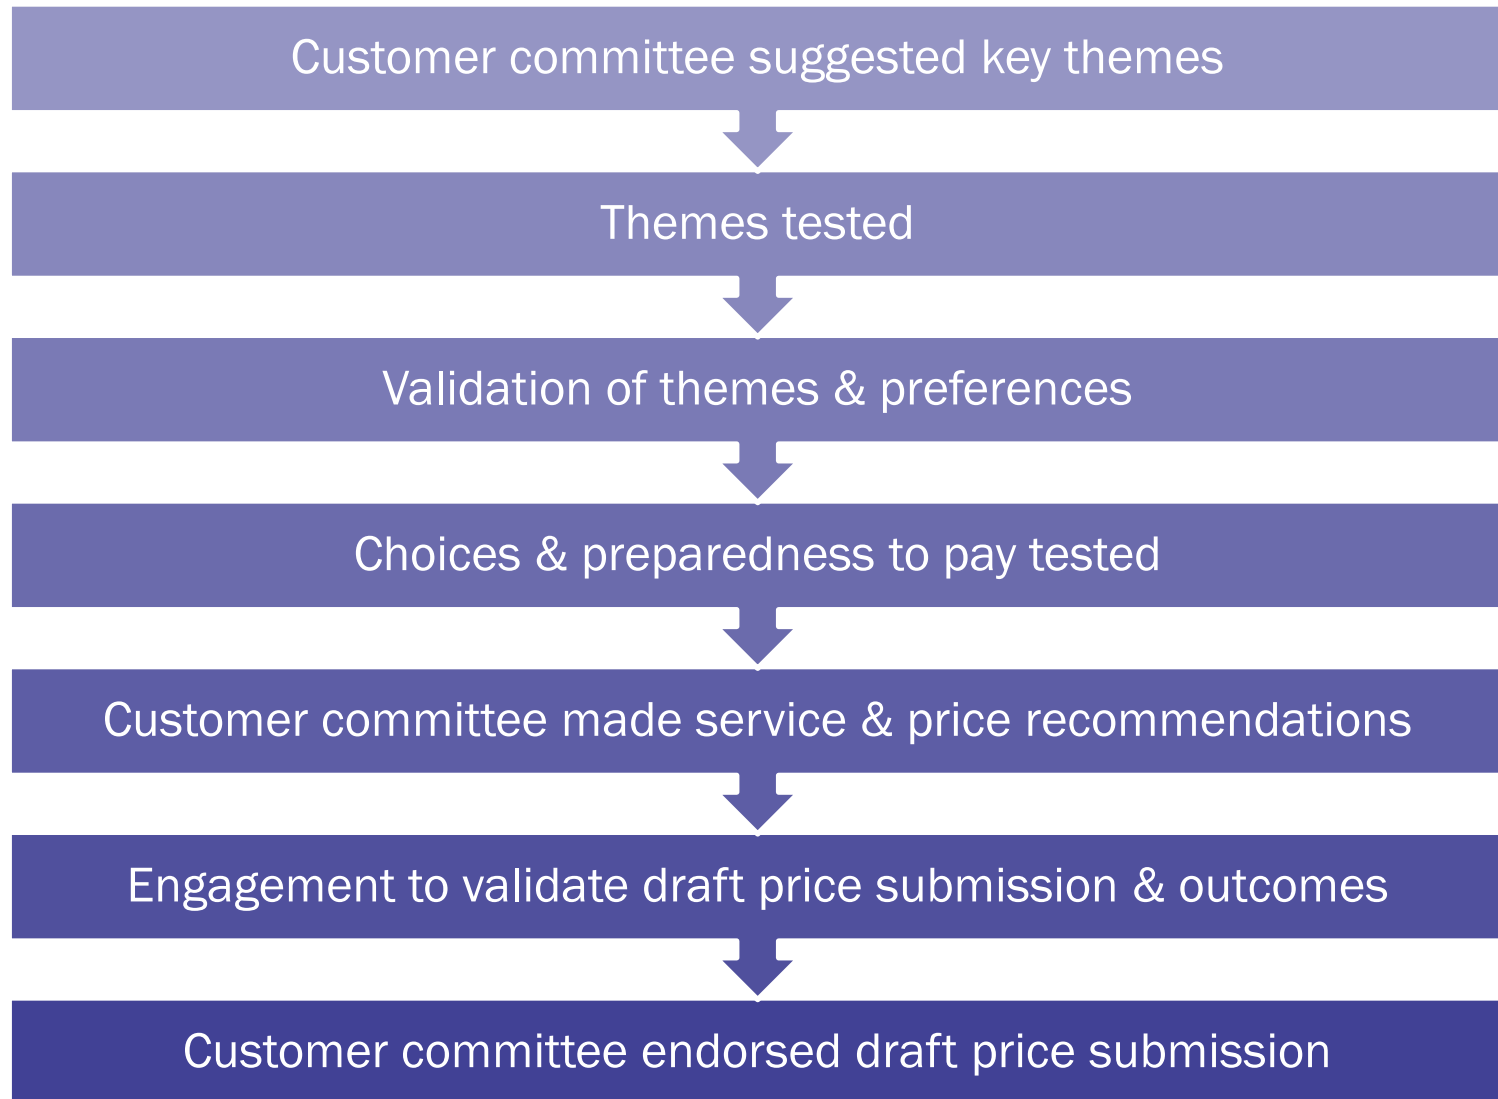 Customer committee suggested key themes
Themes tested
Validation of themes & preferences
Choices & preparedness to pay tested
Customer committee made service & price recommendations
Engagement to validate draft price submission & outcomes
Customer committee endorsed draft price submission